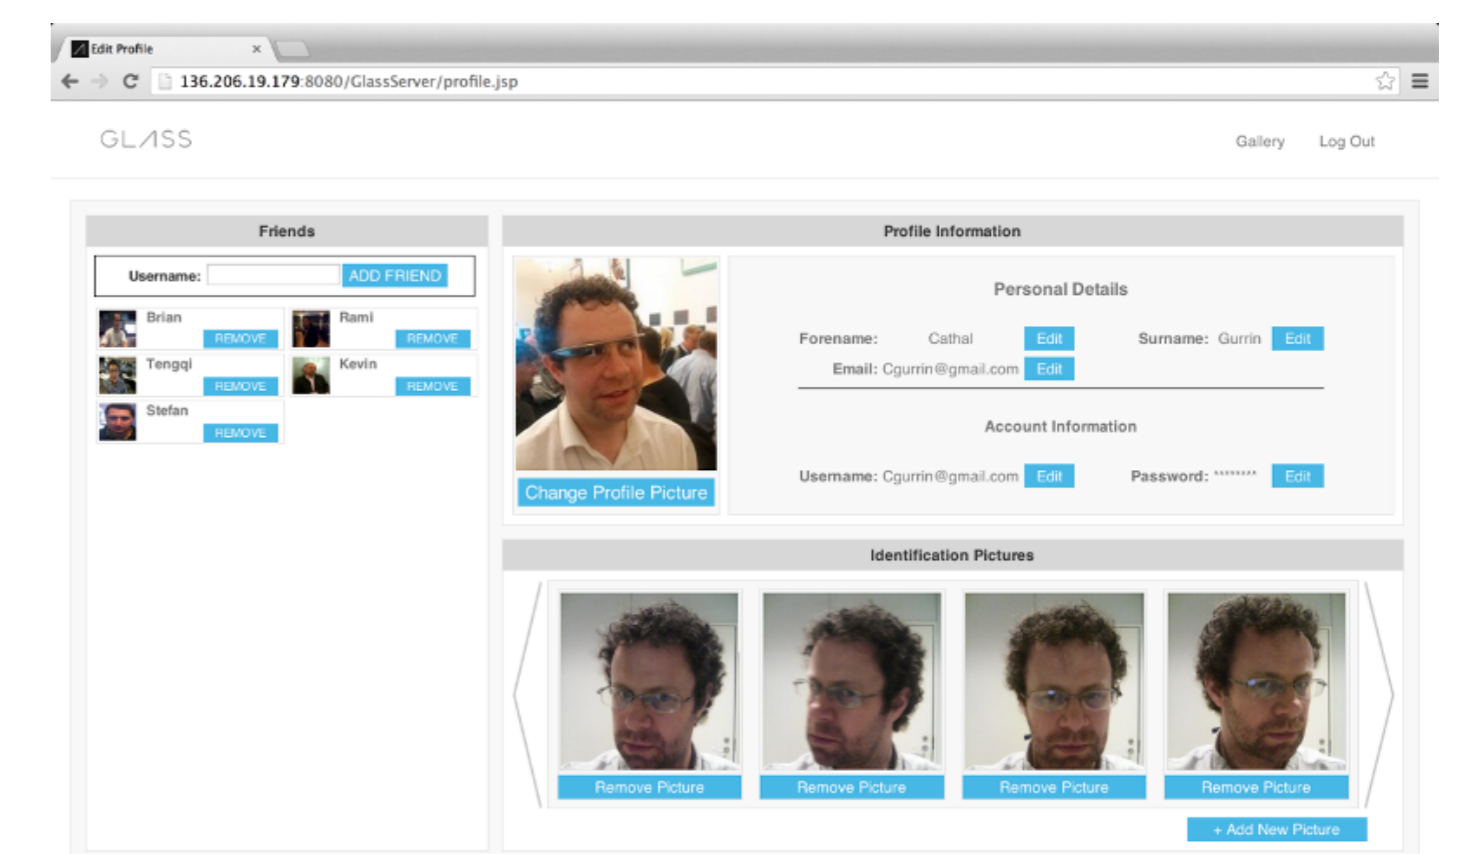 Edit Profile ×
136.206.19.179:8080/GlassServer/profile.jsp
GLASS
Gallery Log Out
Friends
Username: ADD FRIEND
Brian
REMOVE
Rami
REMOVE
Tengqi
REMOVE
Kevin
REMOVE
Stefan
REMOVE
Profile Information
Change Profile Picture
Personal Details
Forename: Cathal Edit Surname: Gurrin Edit
Email: Cgurrin@gmail.com Edit
Account Information
Username: Cgurrin@gmail.com Edit Password: ******** Edit
Identification Pictures
Remove Picture Remove Picture Remove Picture Remove Picture
+ Add New Picture